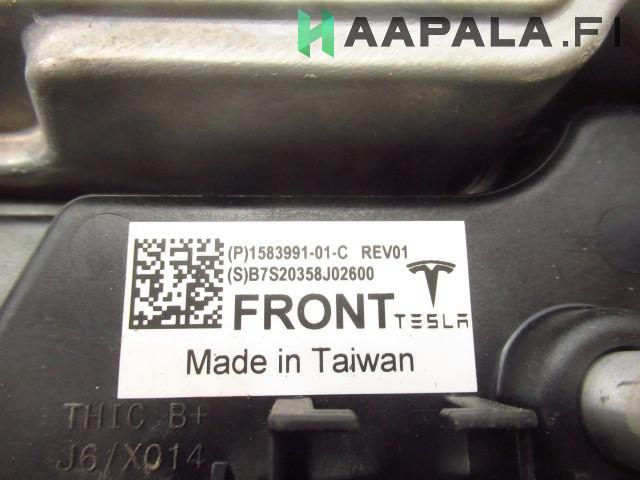 HAAPALA.FI
(P)1583991-01-C REV01
(S)B7S20358J02600
FRONT TESLA
Made in Taiwan
THIC B+
J6/X014